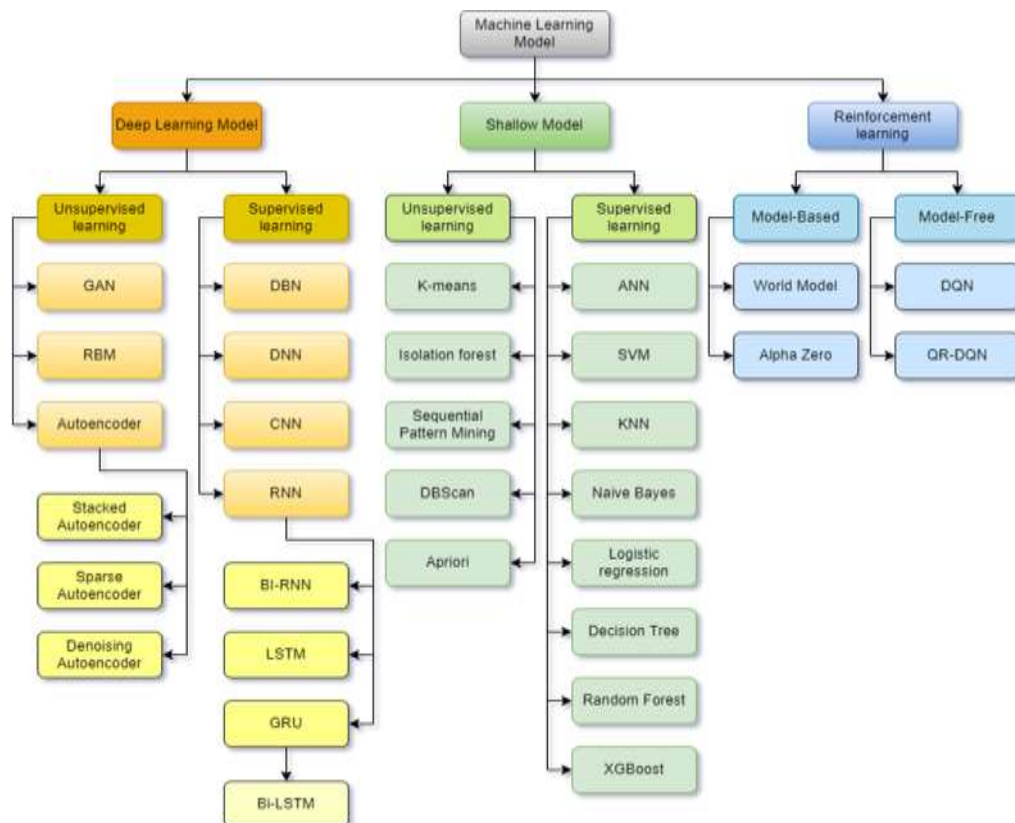 Machine Learning
Model
Deep Learning Model
Shallow Model
Reinforcement
learning
Unsupervised
learning
Supervised
learning
Unsupervised
learning
Supervised
learning
Model-Based
Model-Free
GAN
DBN
K-means
ANN
World Model
DQN
RBM
DNN
Isolation forest
SVM
Alpha Zero
QR-DQN
Autoencoder
CNN
Sequential
Pattern Mining
KNN
Stacked
Autoencoder
RNN
DBScan
Naive Bayes
Sparse
Autoencoder
BI-RNN
Apriori
Logistic
regression
Denoising
Autoencoder
LSTM
Decision Tree
GRU
Random Forest
Bi-LSTM
XGBoost